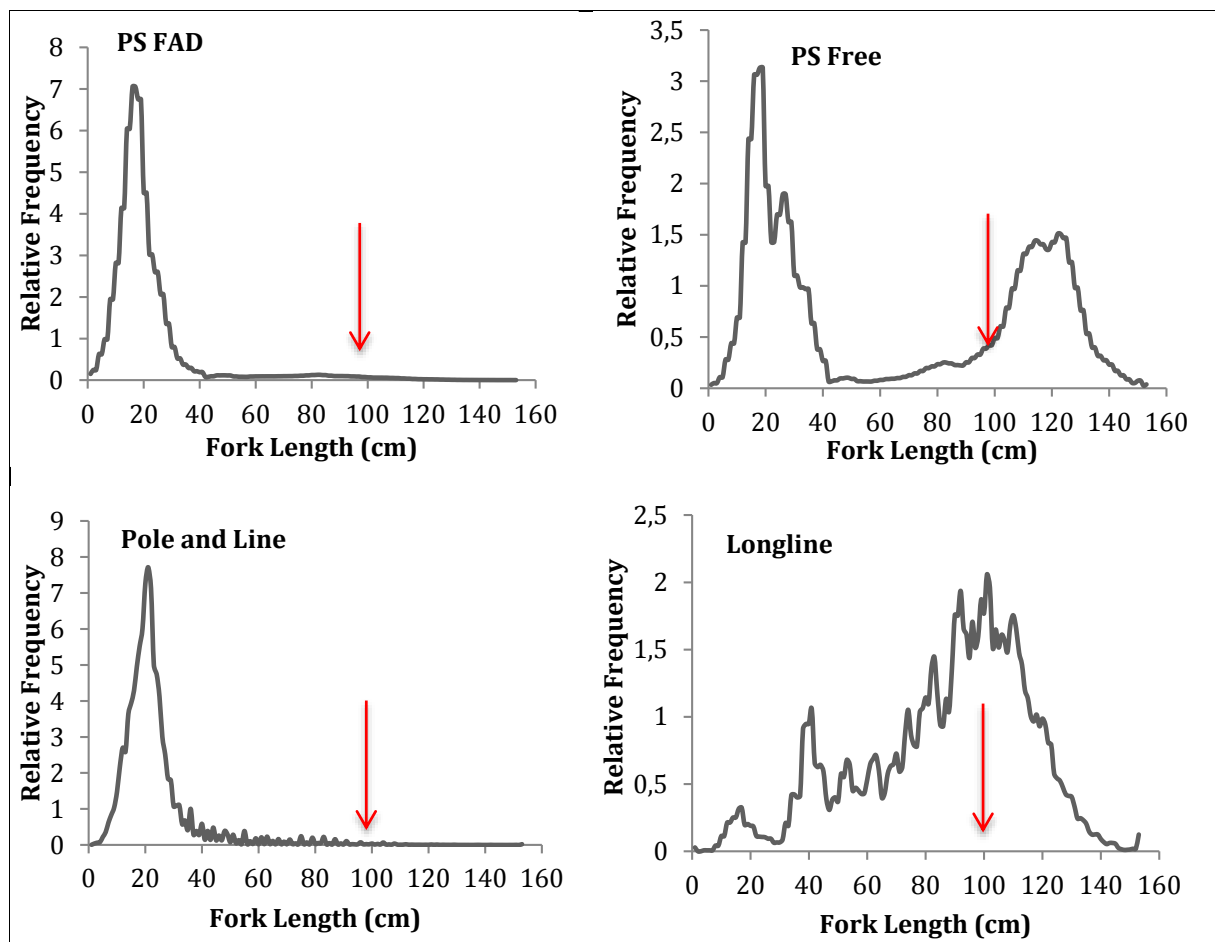 PS FAD
Relative Frequency
8
7
6
5
4
3
2
1
0
0 20 40 60 80 100 120 140 160
Fork Length (cm)
PS Free
Relative Frequency
3,5
3
2,5
2
1,5
1
0,5
0
0 20 40 60 80 100 120 140 160
Fork Length (cm)
Pole and Line
Relative Frequency
9
8
7
6
5
4
3
2
1
0
0 20 40 60 80 100 120 140 160
Fork Length (cm)
Longline
Relative Frequency
2,5
2
1,5
1
0,5
0
0 20 40 60 80 100 120 140 160
Fork Length (cm)